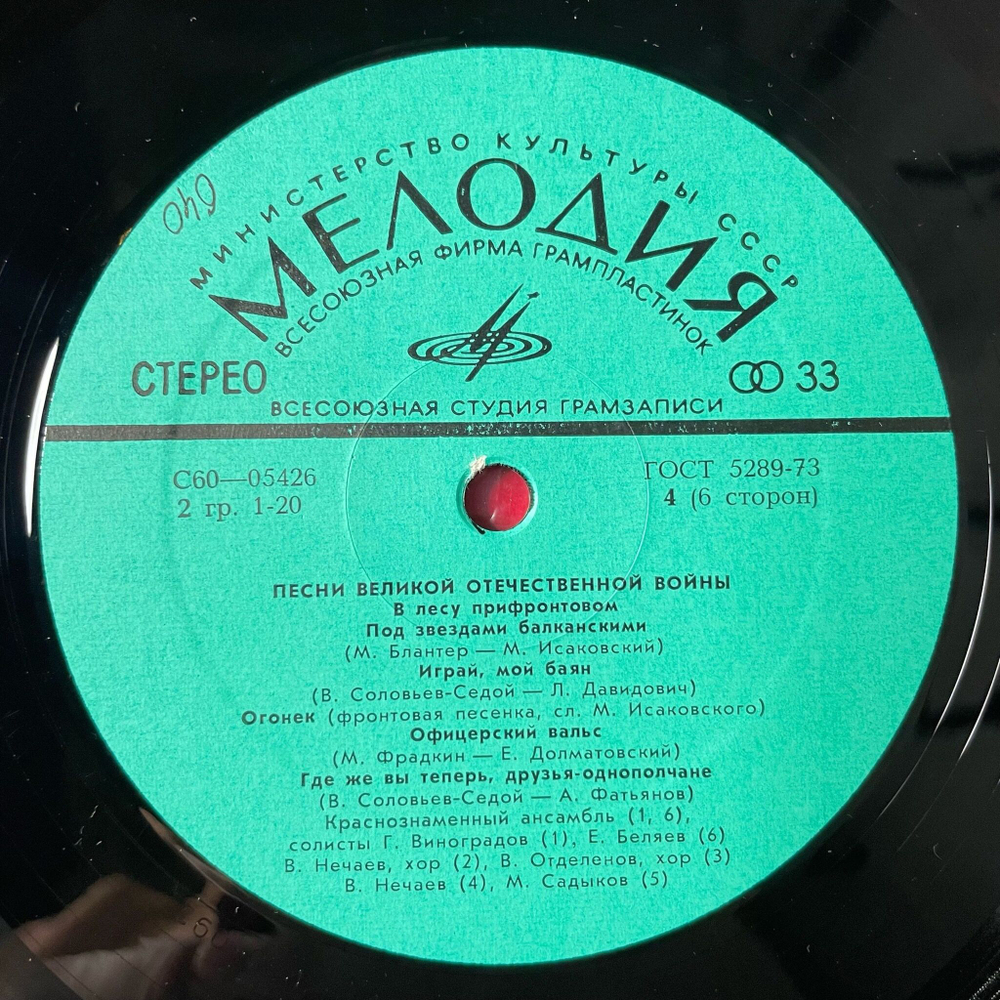 040
МИНИСТЕРСТВО КУЛЬТУРЫ СССР
МЕЛОДИЯ
ВСЕСОЮЗНАЯ ФИРМА ГРАМПЛАСТИНОК
СТЕРЕО
33
ВСЕСОЮЗНАЯ СТУДИЯ ГРАМЗАПИСИ
С60—05426
ГОСТ 5289-73
2 гр. 1-20
4 (6 сторон)
ПЕСНИ ВЕЛИКОЙ ОТЕЧЕСТВЕННОЙ ВОЙНЫ
В лесу прифронтовом
Под звездами балканскими
(М. Блантер — М. Исаковский)
Играй, мой баян
(В. Соловьев-Седой — Л. Давидович)
Огонек (фронтовая песенка, сл. М. Исаковского)
Офицерский вальс
(М. Фрадкин — Е. Долматовский)
Где же вы теперь, друзья-однополчане
(В. Соловьев-Седой — А. Фатьянов)
Краснознаменный ансамбль (1, 6),
солисты Г. Виноградов (1), Е. Беляев (6)
В. Нечаев, хор (2), В. Отделенов, хор (3)
В. Нечаев (4), М. Садыков (5)